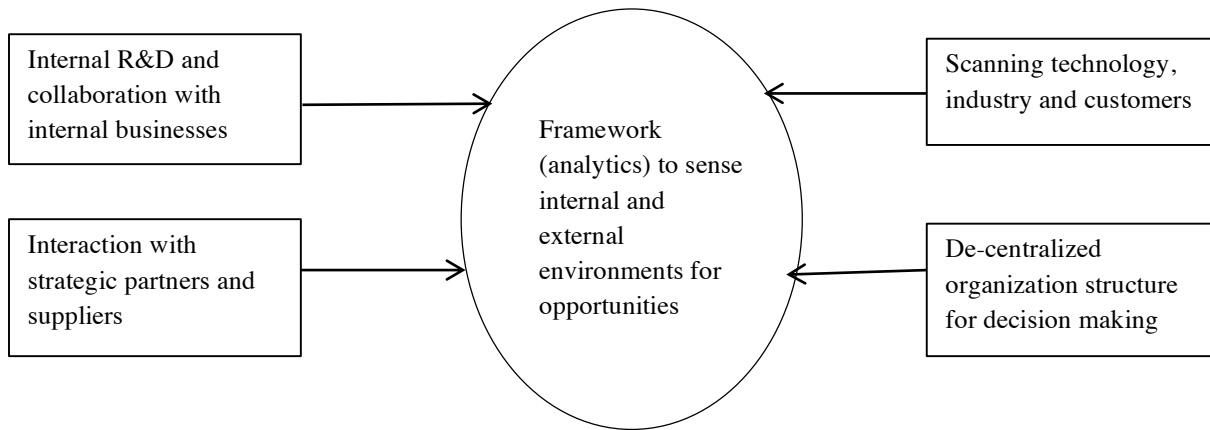 Internal R&D and
collaboration with
internal businesses
Interaction with
strategic partners and
suppliers
Framework
(analytics) to sense
internal and
external
environments for
opportunities
Scanning technology,
industry and customers
De-centralized
organization structure
for decision making